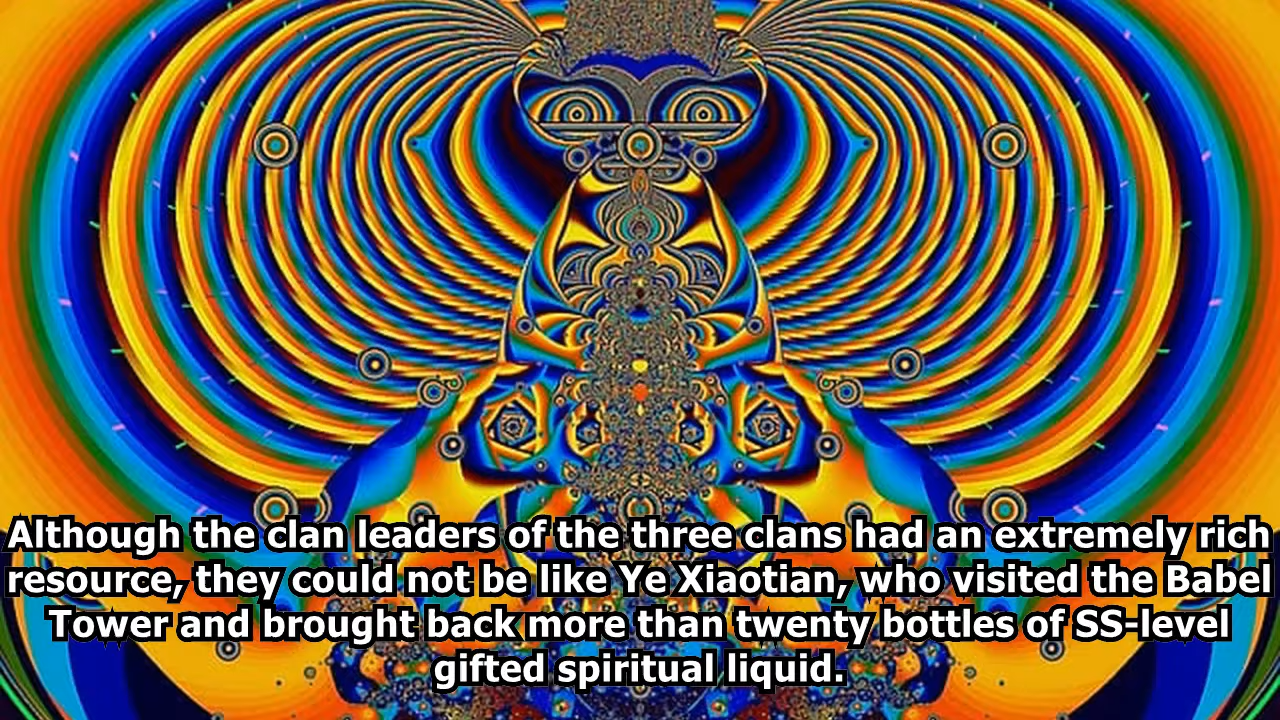 Although the clan leaders of the three clans had an extremely rich
resource, they could not be like Ye Xiaotian, who visited the Babel
Tower and brought back more than twenty bottles of SS-level
gifted spiritual liquid.